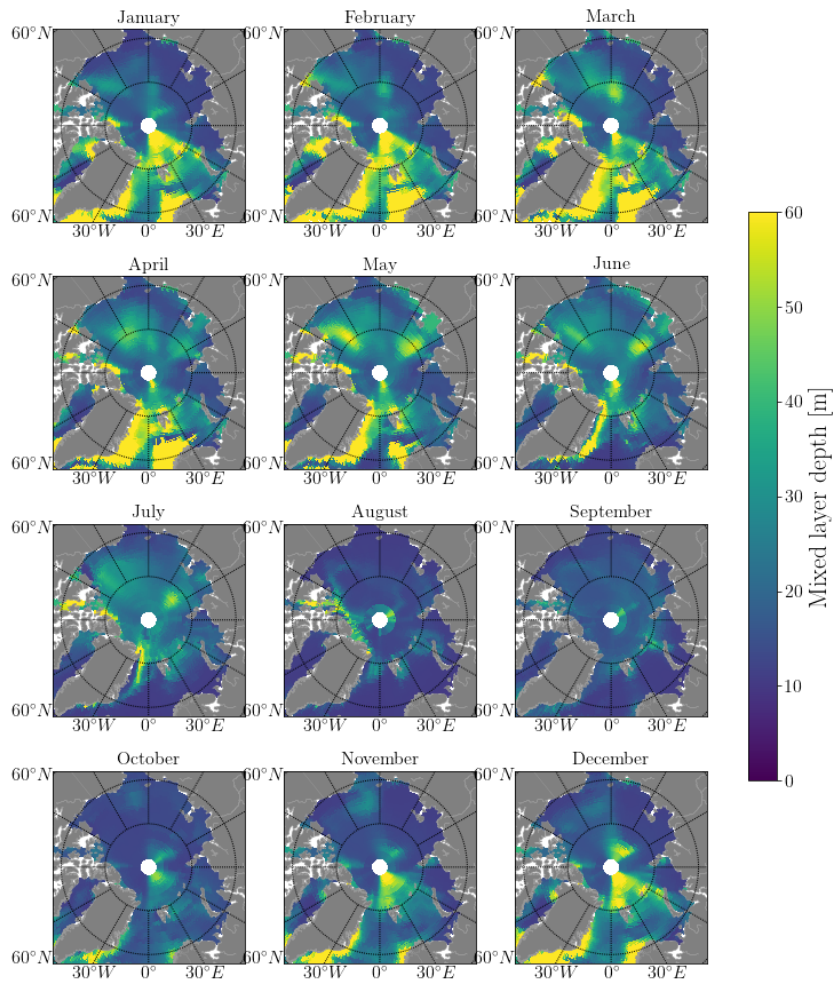 January
February
March
60°N
60°N
60°N
60°N
60°N
60°N
30°W
0°
30°E
30°W
0°
30°E
30°W
0°
30°E
April
May
June
60°N
60°N
60°N
60°N
60°N
60°N
30°W
0°
30°E
30°W
0°
30°E
30°W
0°
30°E
July
August
September
60°N
60°N
60°N
60°N
60°N
60°N
30°W
0°
30°E
30°W
0°
30°E
30°W
0°
30°E
October
November
December
60°N
60°N
60°N
60°N
60°N
60°N
30°W
0°
30°E
30°W
0°
30°E
30°W
0°
30°E
60
50
40
30
20
10
0
Mixed layer depth [m]